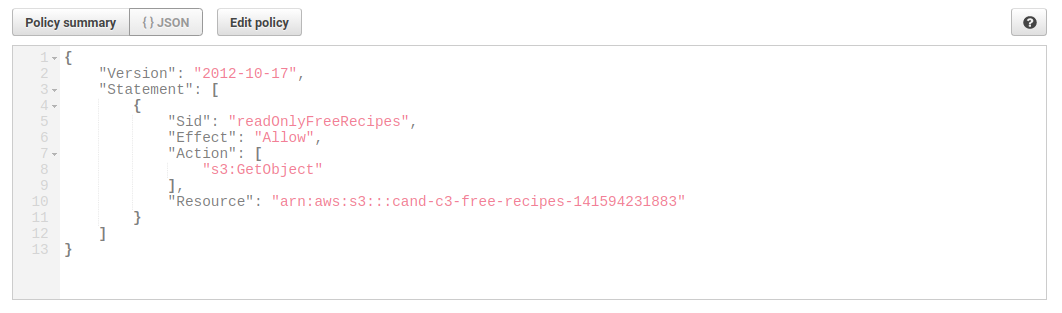 Policy summary { } JSON Edit policy ?
1 {
2     "Version": "2012-10-17",
3     "Statement": [
4         {
5             "Sid": "readOnlyFreeRecipes",
6             "Effect": "Allow",
7             "Action": [
8                 "s3:GetObject"
9             ],
10             "Resource": "arn:aws:s3:::cand-c3-free-recipes-141594231883"
11         }
12     ]
13 }